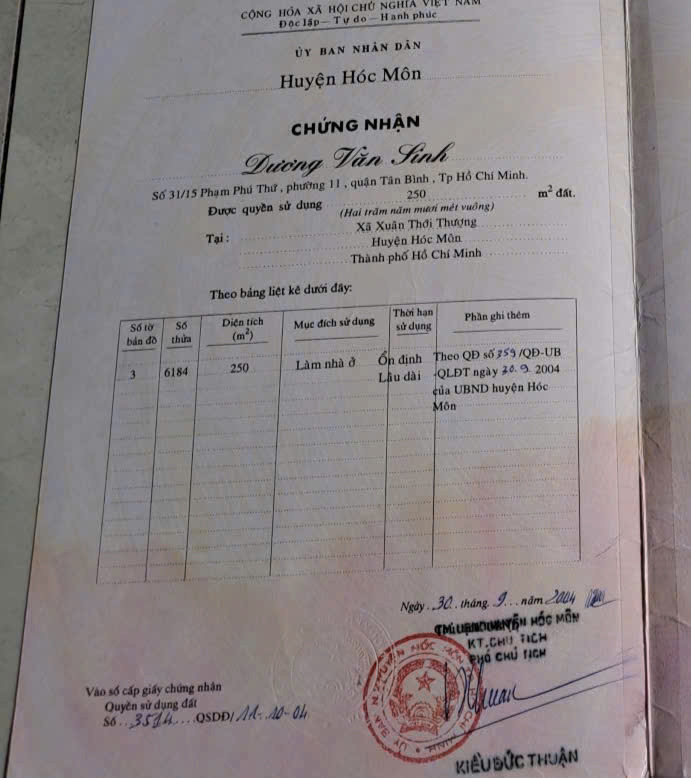 CỘNG HÒA XÃ HỘI CHỦ NGHĨA VIỆT NAM
Độc lập – Tự do – Hạnh phúc
ỦY BAN NHÂN DÂN
Huyện Hóc Môn
CHỨNG NHẬN
Dương Văn Sinh
Số 31/15 Phạm Phú Thứ , phường 11 , quận Tân Bình , Tp Hồ Chí Minh.
Được quyền sử dụng 250 m² đất.
(Hai trăm năm mươi mét vuông)
Tại : Xã Xuân Thới Thượng
Huyện Hóc Môn
Thành phố Hồ Chí Minh
Theo bảng liệt kê dưới đây:
Số tờ bản đồ Số thửa Diện tích (m²) Mục đích sử dụng Thời hạn sử dụng Phần ghi thêm
3 6184 250 Làm nhà ở Ổn định Lâu dài
Theo QĐ số 759/QĐ-UB
-QLĐT ngày 20.9. 2004
của UBND huyện Hóc
Môn
Ngày 30 tháng 9 năm 2004
TM.UBND HUYỆN HÓC MÔN
KT.CHỦ TỊCH
PHÓ CHỦ TỊCH
Vào sổ cấp giấy chứng nhận
Quyền sử dụng đất
Số 3514 QSDĐ/ 11-10-04
KIỀU ĐỨC THUẬN